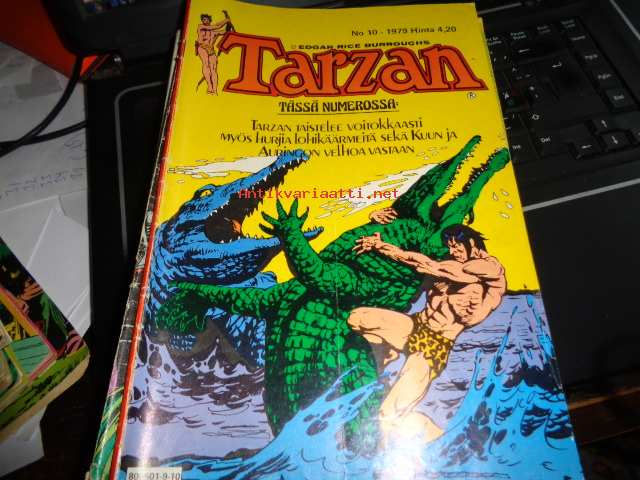 No 10 - 1979 Hinta 4,20
© EDGAR RICE BURROUGHS
Tarzan
®
TÄSSÄ NUMEROSSA:
TARZAN TAISTELEE VOITOKKAASTI
MYÖS HURJIA LOHIKÄÄRMEITÄ SEKÄ KUUN JA
AURINGON VELHOA VASTAAN
Antikvariaatti.net